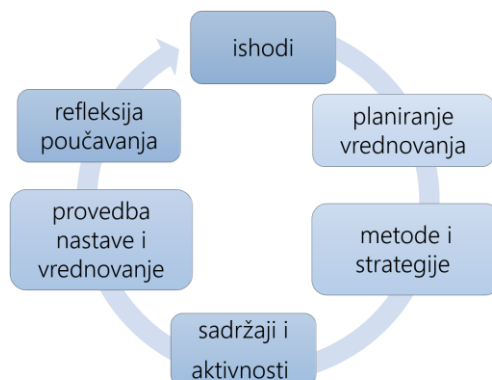 ishodi
planiranje
vrednovanja
metode i
strategije
sadržaji i
aktivnosti
provedba
nastave i
vrednovanje
refleksija
poučavanja